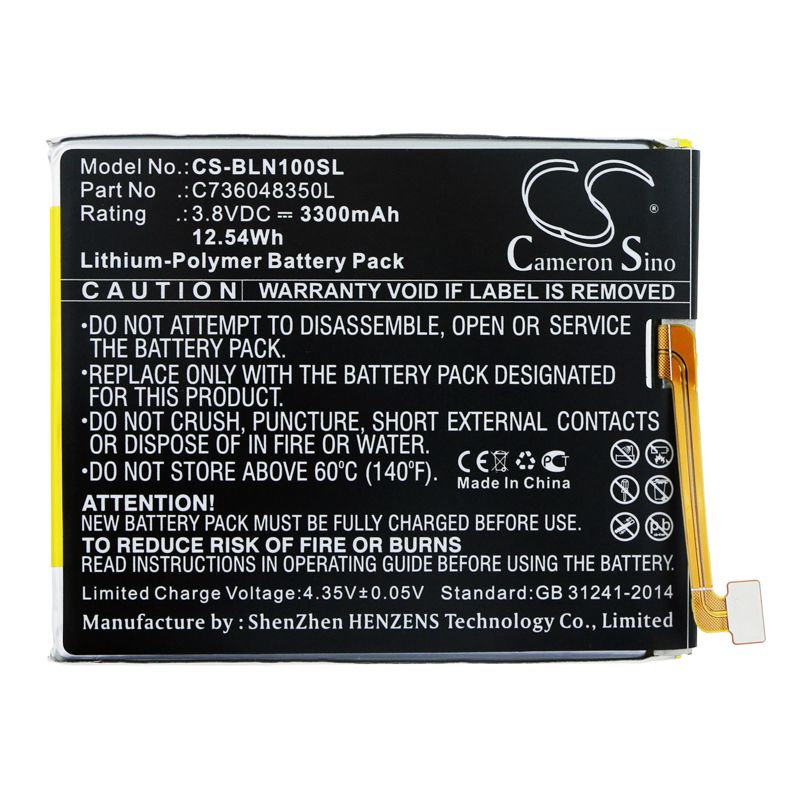 Model No.: CS-BLN100SL
Part No :C736048350L
Rating :3.8VDC ⎓ 3300mAh
12.54Wh
Lithium-Polymer Battery Pack
CS
®
Cameron Sino
CAUTION WARRANTY VOID IF LABEL IS REMOVED
•DO NOT ATTEMPT TO DISASSEMBLE, OPEN OR SERVICE
THE BATTERY PACK.
•REPLACE ONLY WITH THE BATTERY PACK DESIGNATED
FOR THIS PRODUCT.
•DO NOT CRUSH, PUNCTURE, SHORT EXTERNAL CONTACTS
OR DISPOSE OF IN FIRE OR WATER.
•DO NOT STORE ABOVE 60°C (140°F).
CE PCT
Made In China
ATTENTION:
NEW BATTERY PACK MUST BE FULLY CHARGED BEFORE USE.
TO REDUCE RISK OF FIRE OR BURNS,
READ INSTRUCTIONS IN OPERATING MANUAL BEFORE USING THE BATTERY.
Pb
Limited Charge Voltage:4.35V±0.05V Standard:GB 31241-2014
Manufacture by : ShenZhen HENZENS Technology Co., Limited